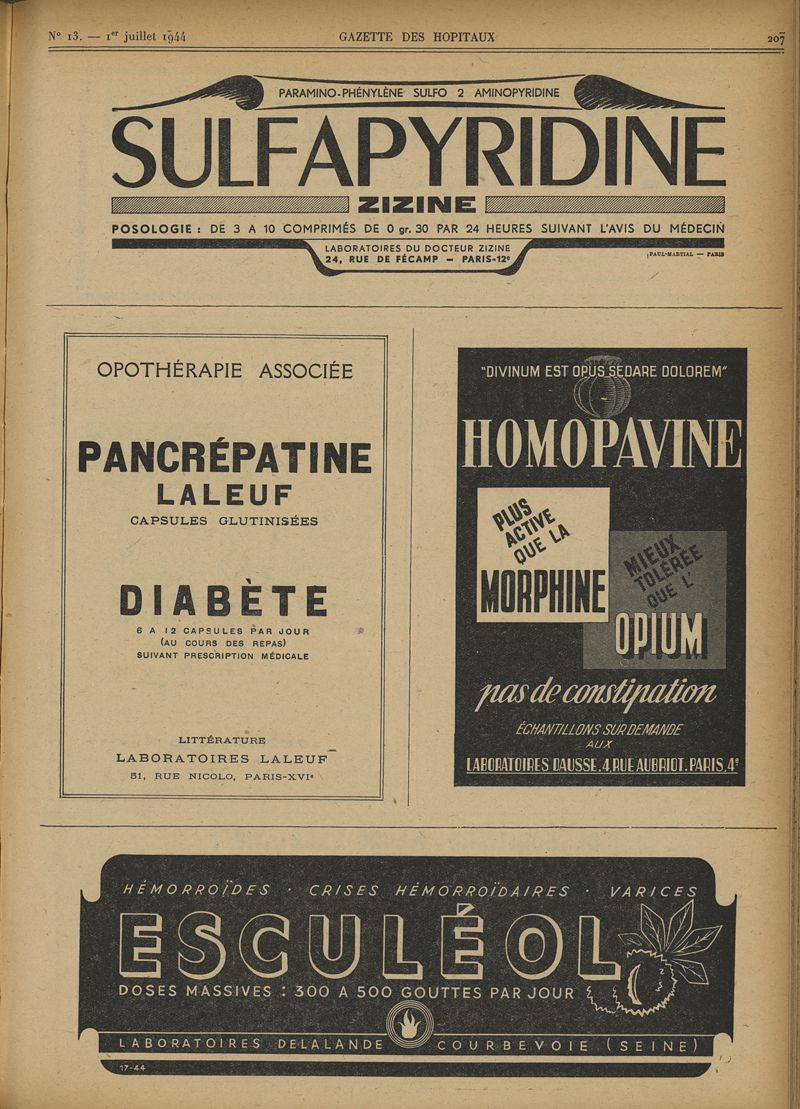 N° 13. — 1er juillet 1944 GAZETTE DES HOPITAUX 207
PARAMINO-PHÉNYLÈNE SULFO 2 AMINOPYRIDINE
SULFAPYRIDINE
ZIZINE
POSOLOGIE : DE 3 A 10 COMPRIMÉS DE 0 gr. 30 PAR 24 HEURES SUIVANT L'AVIS DU MÉDECIN
LABORATOIRES DU DOCTEUR ZIZINE
24, RUE DE FÉCAMP — PARIS-12e
PAUL-MARTIAL — PARIS
OPOTHÉRAPIE ASSOCIÉE
PANCRÉPATINE
LALEUF
CAPSULES GLUTINISÉES
DIABÈTE
6 A 12 CAPSULES PAR JOUR
(AU COURS DES REPAS)
SUIVANT PRESCRIPTION MÉDICALE
LITTÉRATURE
LABORATOIRES LALEUF
51, RUE NICOLO, PARIS-XVIe
"DIVINUM EST OPUS SEDARE DOLOREM"
HOMOPAVINE
PLUS
ACTIVE
QUE LA
MORPHINE
MIEUX
TOLÉRÉE
QUE L'
OPIUM
pas de constipation
ÉCHANTILLONS SUR DEMANDE
AUX
LABORATOIRES DAUSSE, 4, RUE AUBRIOT. PARIS, 4e
HÉMORROÏDES · CRISES HÉMORROÏDAIRES · VARICES
ESCULÉOL
DOSES MASSIVES : 300 A 500 GOUTTES PAR JOUR
LABORATOIRES DELALANDE COURBEVOIE (SEINE)
17-44